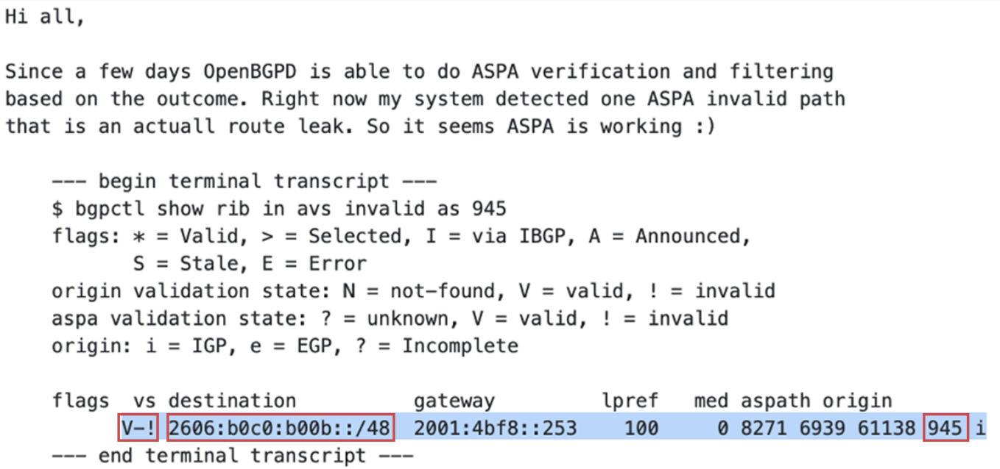 Hi all,
Since a few days OpenBGPD is able to do ASPA verification and filtering
based on the outcome. Right now my system detected one ASPA invalid path
that is an actuall route leak. So it seems ASPA is working :)
--- begin terminal transcript ---
$ bgpctl show rib in avs invalid as 945
flags: * = Valid, > = Selected, I = via IBGP, A = Announced,
S = Stale, E = Error
origin validation state: N = not-found, V = valid, ! = invalid
aspa validation state: ? = unknown, V = valid, ! = invalid
origin: i = IGP, e = EGP, ? = Incomplete
flags vs destination gateway lpref med aspath origin
V-! 2606:b0c0:b00b::/48 2001:4bf8::253 100 0 8271 6939 61138 945 i
--- end terminal transcript ---